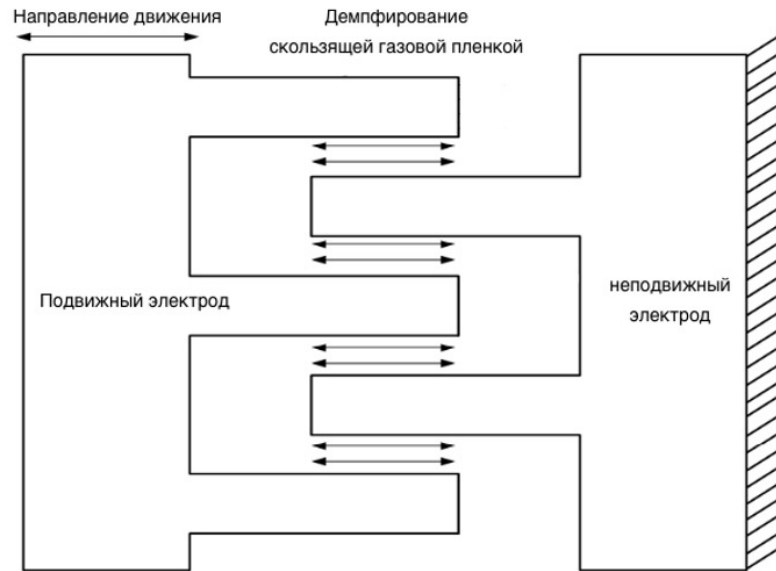 Направление движения
Демпфирование
скользящей газовой пленкой
Подвижный электрод
неподвижный
электрод